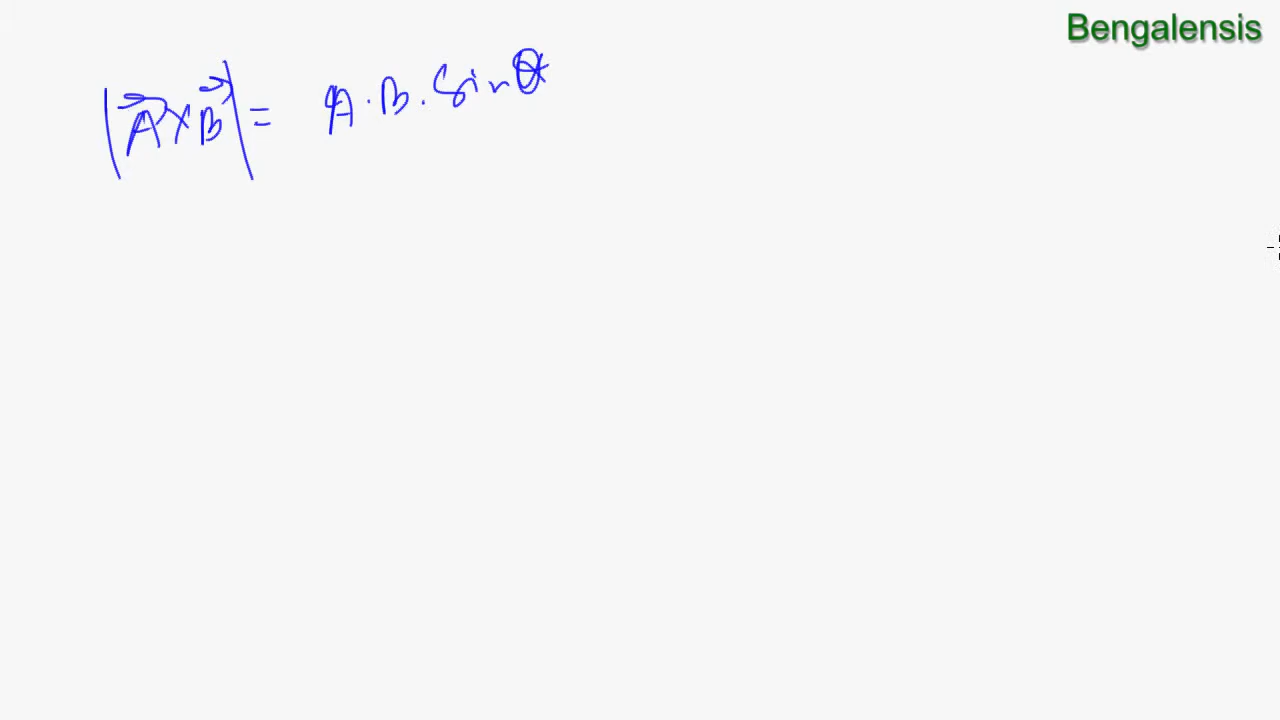 Bengalensis
|A⃗×B⃗| = A·B·Sinθ